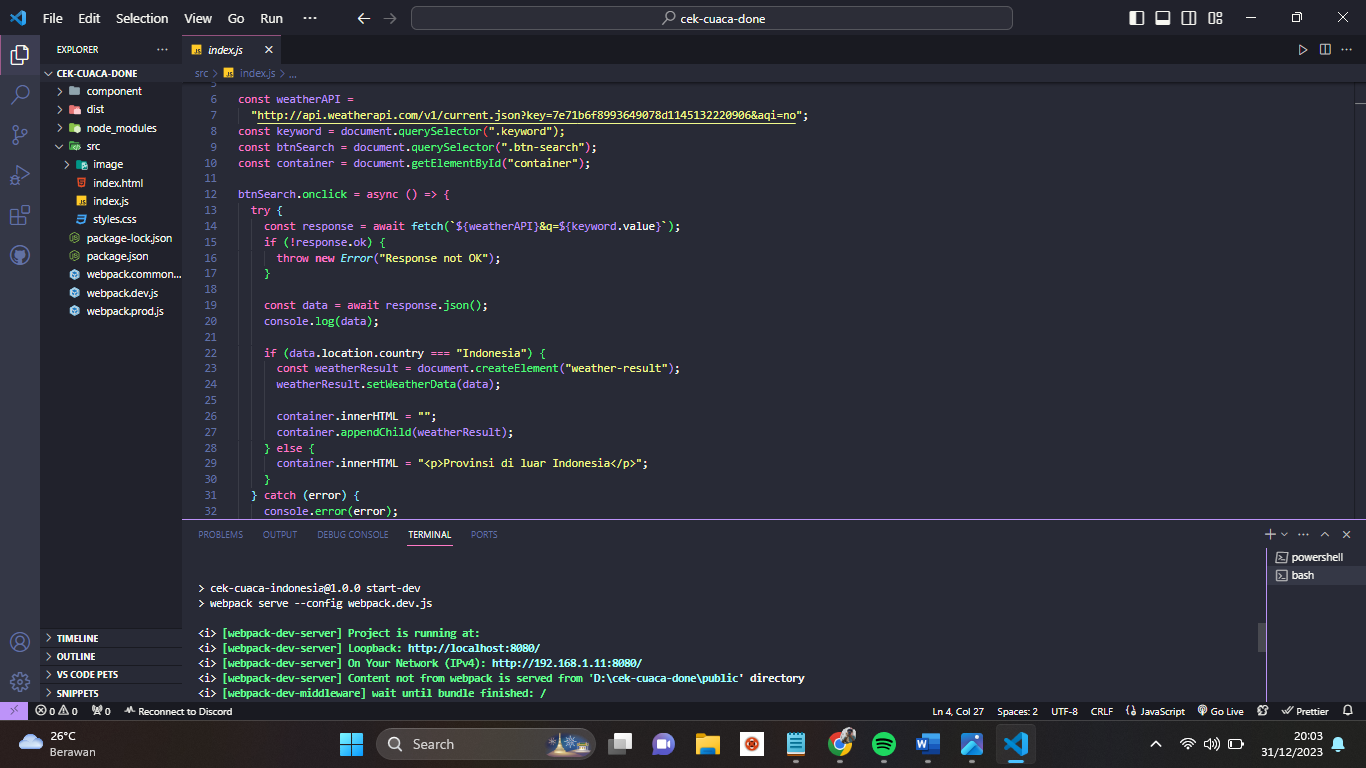 File Edit Selection View Go Run ··· cek-cuaca-done
EXPLORER ···
CEK-CUACA-DONE
component
dist
node_modules
src
image
index.html
index.js
styles.css
package-lock.json
package.json
webpack.common...
webpack.dev.js
webpack.prod.js
TIMELINE
OUTLINE
VS CODE PETS
SNIPPETS
JS index.js
src > JS index.js > ...
5
6 const weatherAPI =
7 "http://api.weatherapi.com/v1/current.json?key=7e71b6f8993649078d1145132220906&aqi=no";
8 const keyword = document.querySelector(".keyword");
9 const btnSearch = document.querySelector(".btn-search");
10 const container = document.getElementById("container");
11
12 btnSearch.onclick = async () => {
13 try {
14 const response = await fetch(`${weatherAPI}&q=${keyword.value}`);
15 if (!response.ok) {
16 throw new Error("Response not OK");
17 }
18
19 const data = await response.json();
20 console.log(data);
21
22 if (data.location.country === "Indonesia") {
23 const weatherResult = document.createElement("weather-result");
24 weatherResult.setWeatherData(data);
25
26 container.innerHTML = "";
27 container.appendChild(weatherResult);
28 } else {
29 container.innerHTML = "<p>Provinsi di luar Indonesia</p>";
30 }
31 } catch (error) {
32 console.error(error);
PROBLEMS OUTPUT DEBUG CONSOLE TERMINAL PORTS
> cek-cuaca-indonesia@1.0.0 start-dev
> webpack serve --config webpack.dev.js
<i> [webpack-dev-server] Project is running at:
<i> [webpack-dev-server] Loopback: http://localhost:8080/
<i> [webpack-dev-server] On Your Network (IPv4): http://192.168.1.11:8080/
<i> [webpack-dev-server] Content not from webpack is served from 'D:\cek-cuaca-done\public' directory
<i> [webpack-dev-middleware] wait until bundle finished: /
powershell
bash
0 0 0 Reconnect to Discord Ln 4, Col 27 Spaces: 2 UTF-8 CRLF JavaScript Go Live Prettier
26°C
Berawan
Search
20:03
31/12/2023